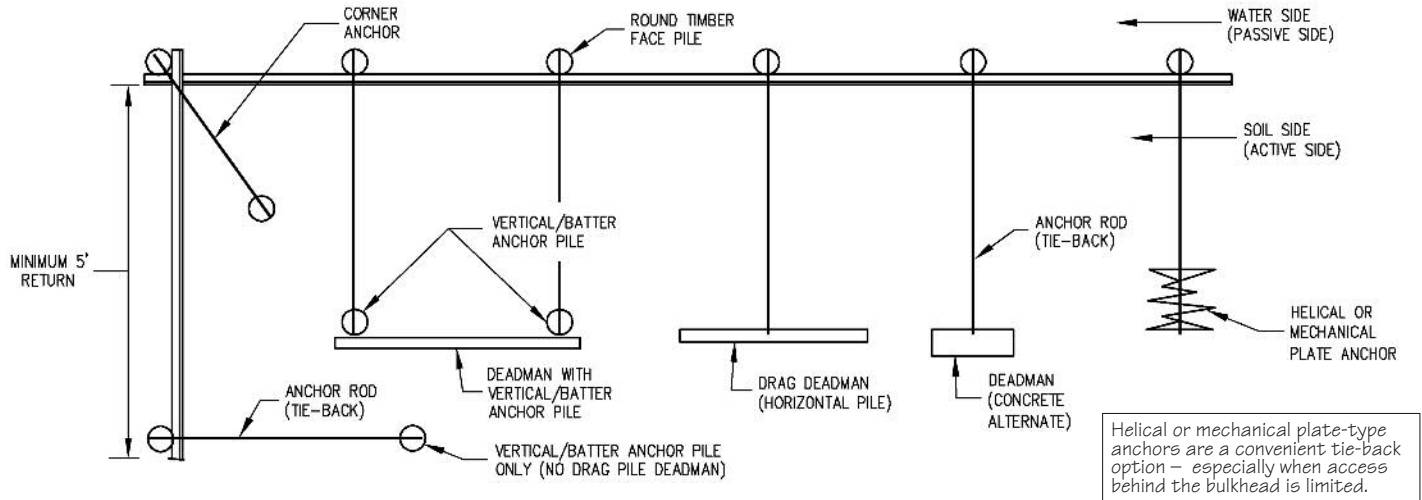 CORNER
ANCHOR
ROUND TIMBER
FACE PILE
WATER SIDE
(PASSIVE SIDE)
SOIL SIDE
(ACTIVE SIDE)
MINIMUM 5'
RETURN
VERTICAL/BATTER
ANCHOR PILE
ANCHOR ROD
(TIE-BACK)
HELICAL OR
MECHANICAL
PLATE ANCHOR
DEADMAN WITH
VERTICAL/BATTER
ANCHOR PILE
DRAG DEADMAN
(HORIZONTAL PILE)
DEADMAN
(CONCRETE
ALTERNATE)
ANCHOR ROD
(TIE-BACK)
VERTICAL/BATTER ANCHOR PILE
ONLY (NO DRAG PILE DEADMAN)
Helical or mechanical plate-type
anchors are a convenient tie-back
option – especially when access
behind the bulkhead is limited.